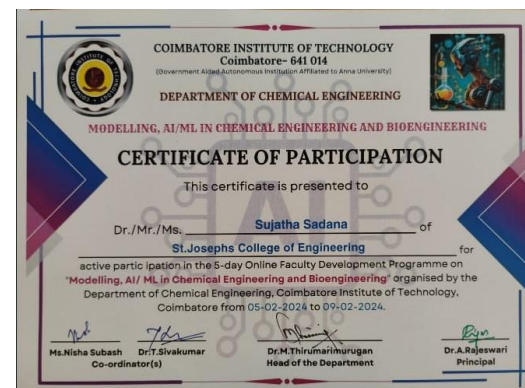 COIMBATORE INSTITUTE OF TECHNOLOGY
Coimbatore- 641 014
(Government Aided Autonomous Institution Affiliated to Anna University)
DEPARTMENT OF CHEMICAL ENGINEERING
MODELLING, AI/ML IN CHEMICAL ENGINEERING AND BIOENGINEERING
CERTIFICATE OF PARTICIPATION
This certificate is presented to
Dr./Mr./Ms. Sujatha Sadana of
St.Josephs College of Engineering for
active partic ipation in the 5-day Online Faculty Development Programme on
"Modelling, AI/ ML in Chemical Engineering and Bioengineering" organised by the
Department of Chemical Engineering, Coimbatore Institute of Technology,
Coimbatore from 05-02-2024 to 09-02-2024.
Ms.Nisha Subash Dr.T.Sivakumar Dr.M.Thirumarimurugan Dr.A.Rajeswari
Co-ordinator(s) Head of the Department Principal